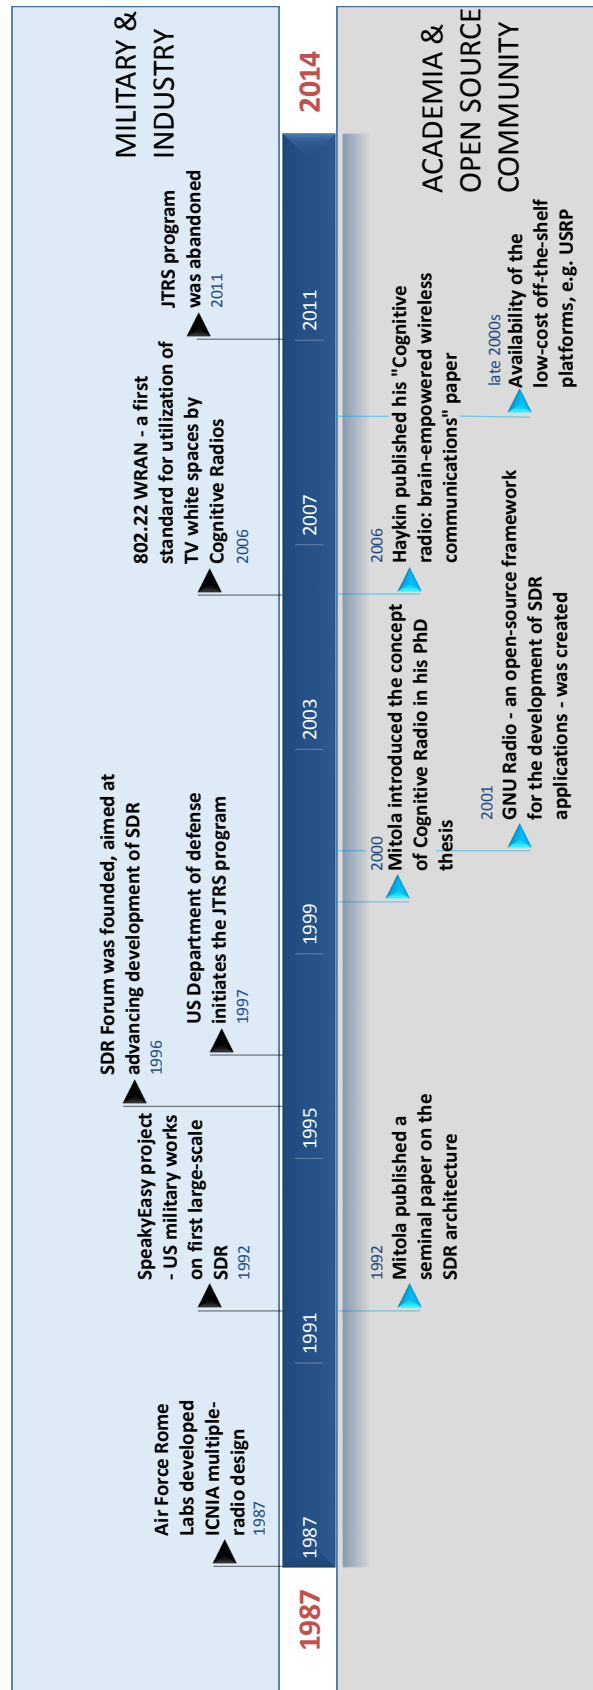 MILITARY &
INDUSTRY
Air Force Rome
Labs developed
ICNIA multiple-
radio design
1987
SpeakyEasy project
- US military works
on first large-scale
SDR
1992
SDR Forum was founded, aimed at
advancing development of SDR
1996
US Department of defense
initiates the JTRS program
1997
802.22 WRAN - a first
standard for utilization of
TV white spaces by
Cognitive Radios
2006
JTRS program
was abandoned
2011
1987
1987
1991
1995
1999
2003
2007
2011
2014
1992
Mitola published a
seminal paper on the
SDR architecture
2000
Mitola introduced the concept
of Cognitive Radio in his PhD
thesis
2001
GNU Radio - an open-source framework
for the development of SDR
applications - was created
2006
Haykin published his "Cognitive
radio: brain-empowered wireless
communications" paper
late 2000s
Availability of the
low-cost off-the-shelf
platforms, e.g. USRP
ACADEMIA &
OPEN SOURCE
COMMUNITY